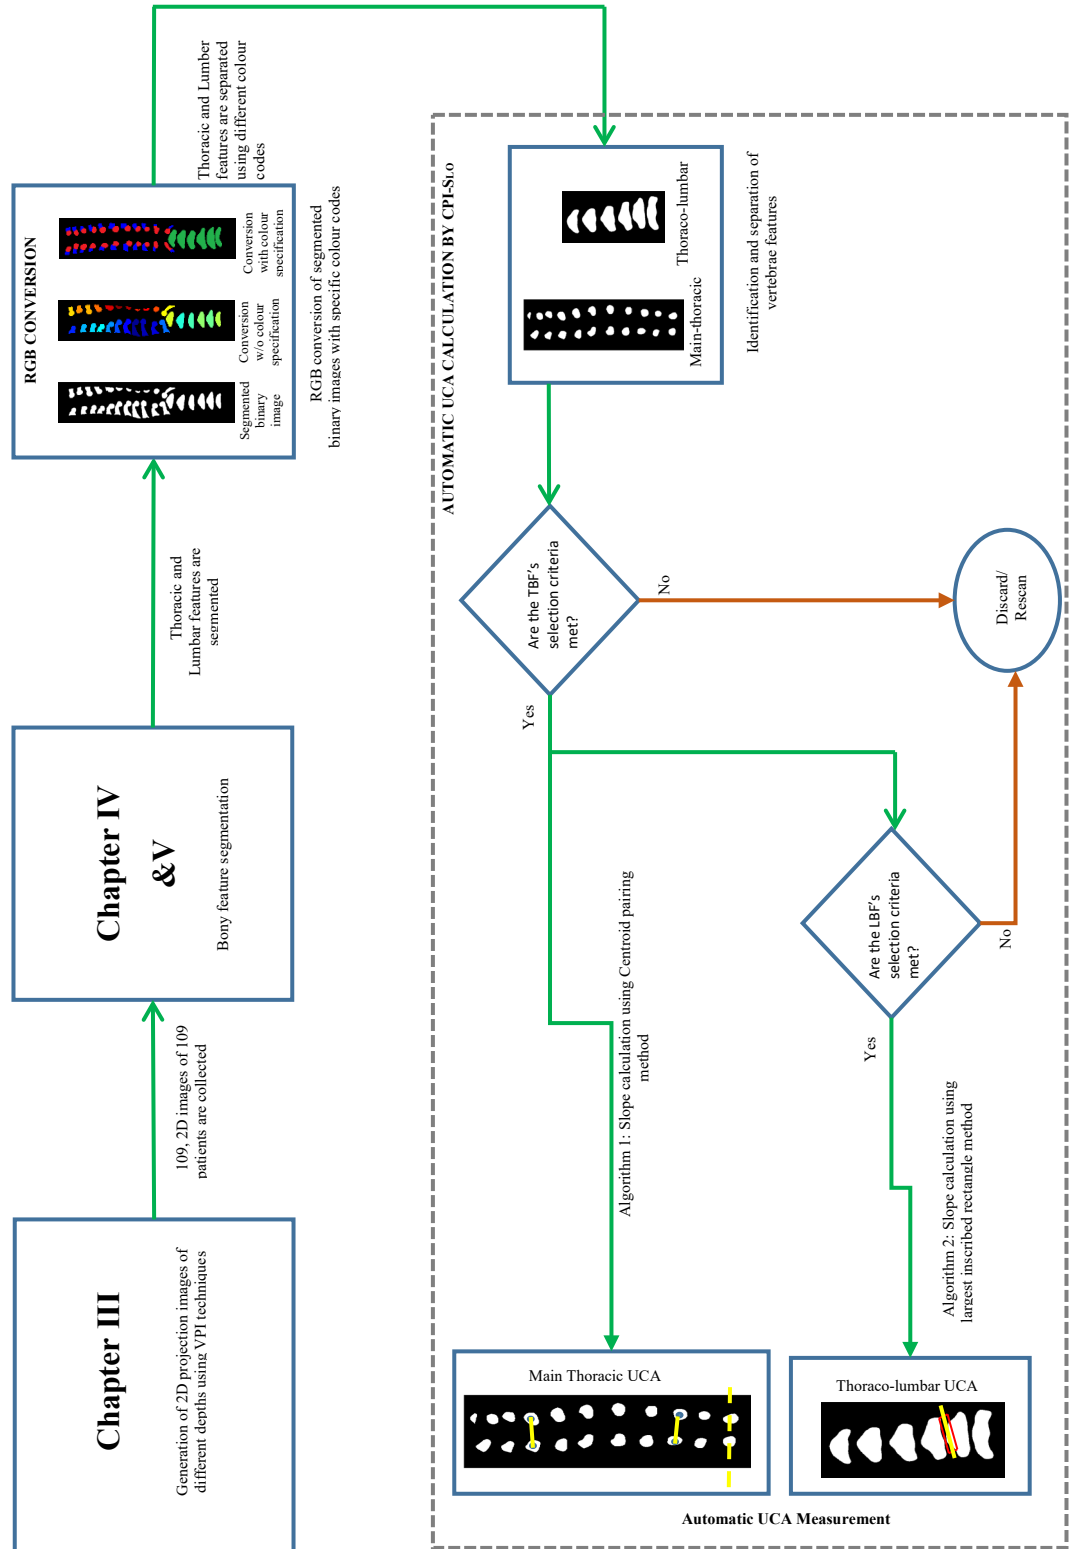 Chapter III
Generation of 2D projection images of
different depths using VPI techniques
109, 2D images of 109
patients are collected
Chapter IV
&V
Bony feature segmentation
Thoracic and
Lumbar features are
segmented
RGB CONVERSION
Segmented
binary
image
Conversion
w/o colour
specification
Conversion
with colour
specification
RGB conversion of segmented
binary images with specific colour codes
Thoracic and Lumber
features are separated
using different colour
codes
AUTOMATIC UCA CALCULATION BY CPI-SLO
Main-thoracic
Thoraco-lumbar
Identification and separation of
vertebrae features
Are the TBF's
selection criteria
met?
No
Yes
Discard/
Rescan
Are the LBF's
selection criteria
met?
No
Yes
Algorithm 1: Slope calculation using Centroid pairing
method
Algorithm 2: Slope calculation using
largest inscribed rectangle method
Main Thoracic UCA
Thoraco-lumbar UCA
Automatic UCA Measurement